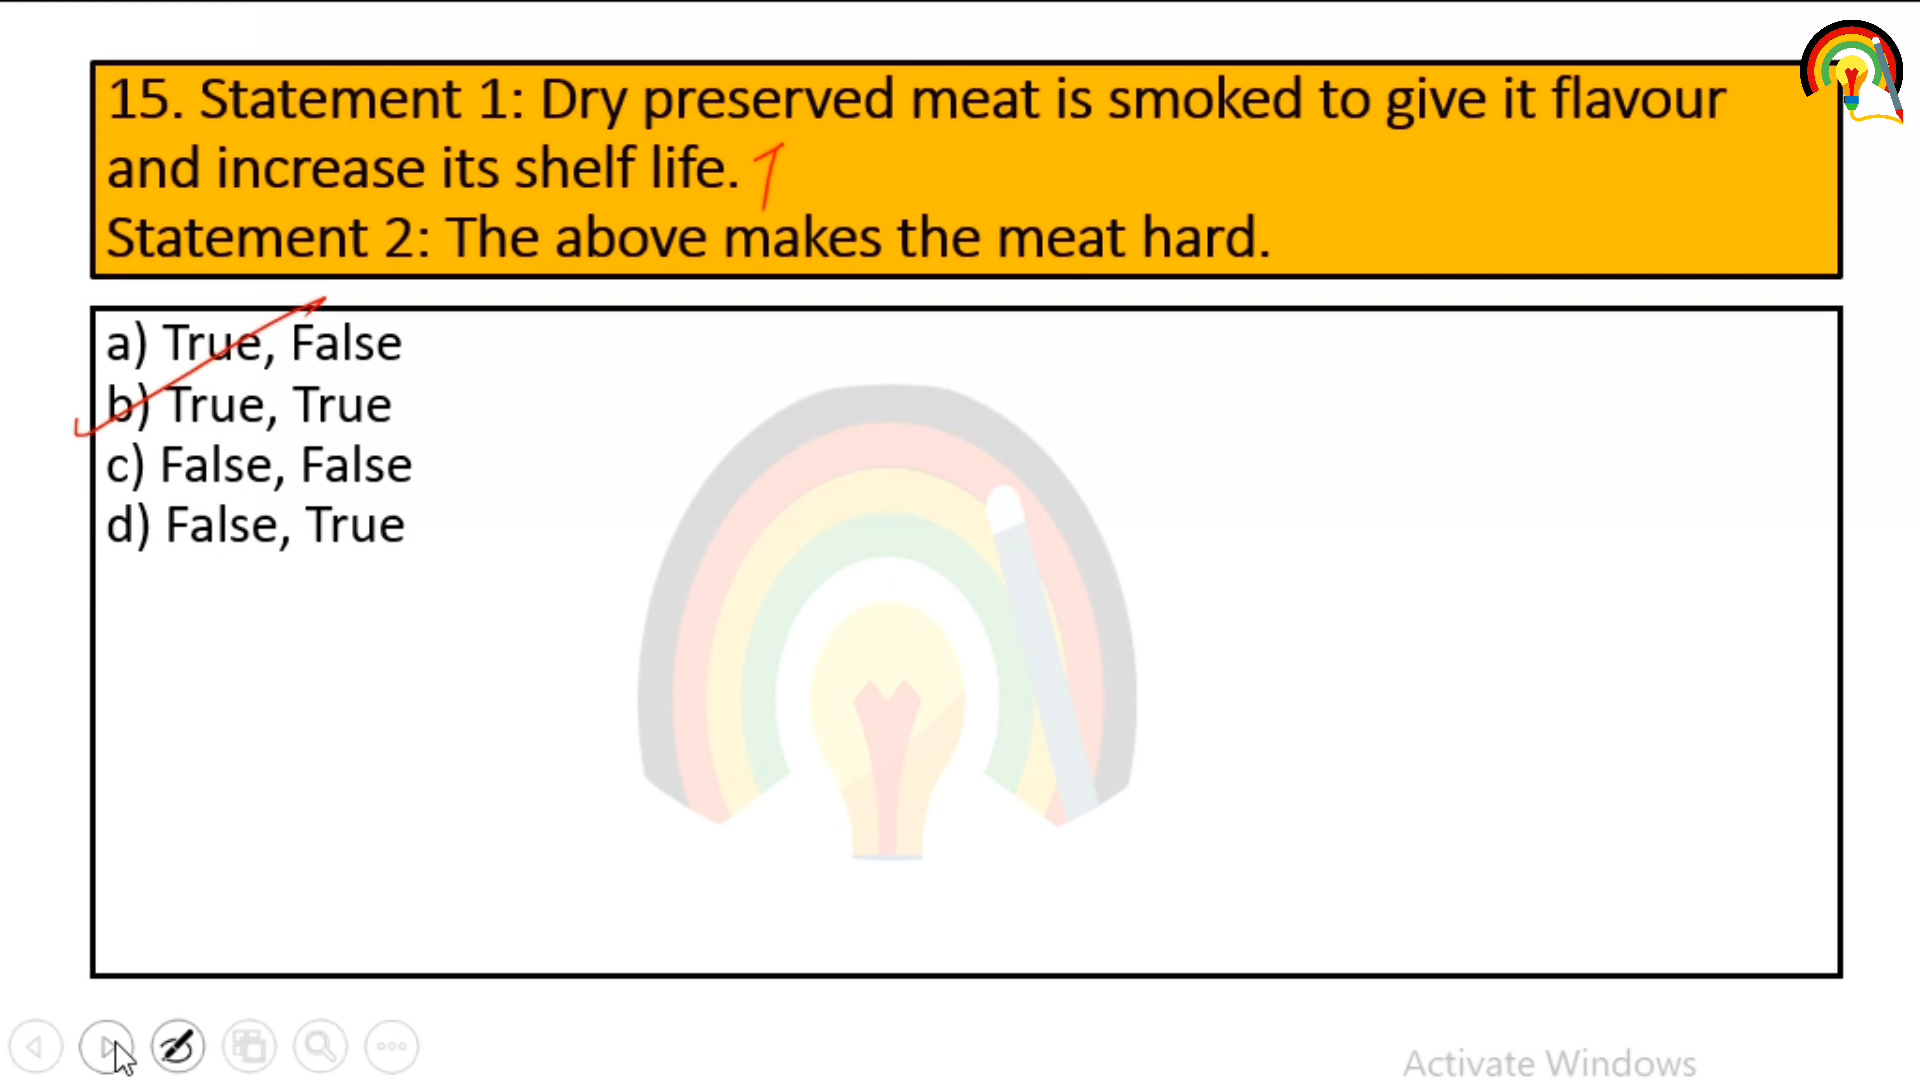 15. Statement 1: Dry preserved meat is smoked to give it flavour
and increase its shelf life.
Statement 2: The above makes the meat hard.
a) True, False
b) True, True
c) False, False
d) False, True
Activate Windows